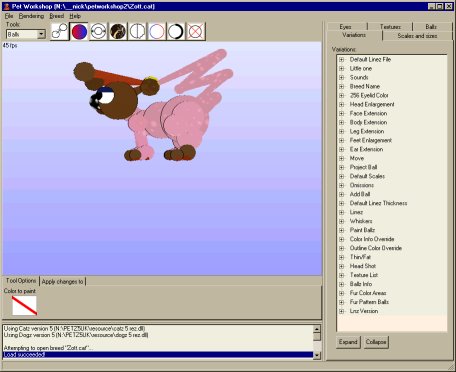 Pet Workshop [N:\__nick\petworkshop2\Zott.cat]
File Rendering Breed Help
Tools:
Balls
45 fps
Eyes Textures Balls
Variations Scales and sizes
Variations:
Default Linez File
Little one
Sounds
Breed Name
256 Eyelid Color
Head Enlargement
Face Extension
Body Extension
Leg Extension
Feet Enlargement
Ear Extension
Move
Project Ball
Default Scales
Omissions
Add Ball
Default Linez Thickness
Linez
Whiskers
Paint Ballz
Color Info Override
Outline Color Override
Thin/Fat
Head Shot
Texture List
Ballz Info
Fur Color Areas
Fur Pattern Balls
Lnz Version
Expand Collapse
Tool Options Apply changes to
Color to paint
Using Catz version 5 (N:\PETZ5UK\resource\catz 5 rez.dll)
Using Dogz version 5 (N:\PETZ5UK\resource\dogz 5 rez.dll)
Attempting to open breed "Zott.cat"...
Load succeeded!